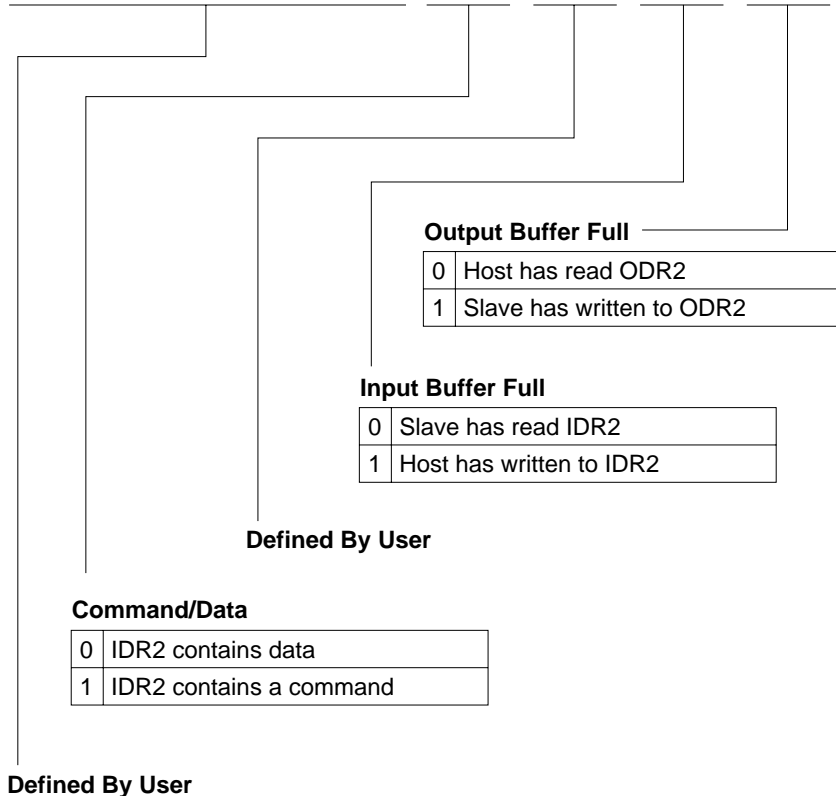 Output Buffer Full
0 Host has read ODR2
1 Slave has written to ODR2
Input Buffer Full
0 Slave has read IDR2
1 Host has written to IDR2
Defined By User
Command/Data
0 IDR2 contains data
1 IDR2 contains a command
Defined By User